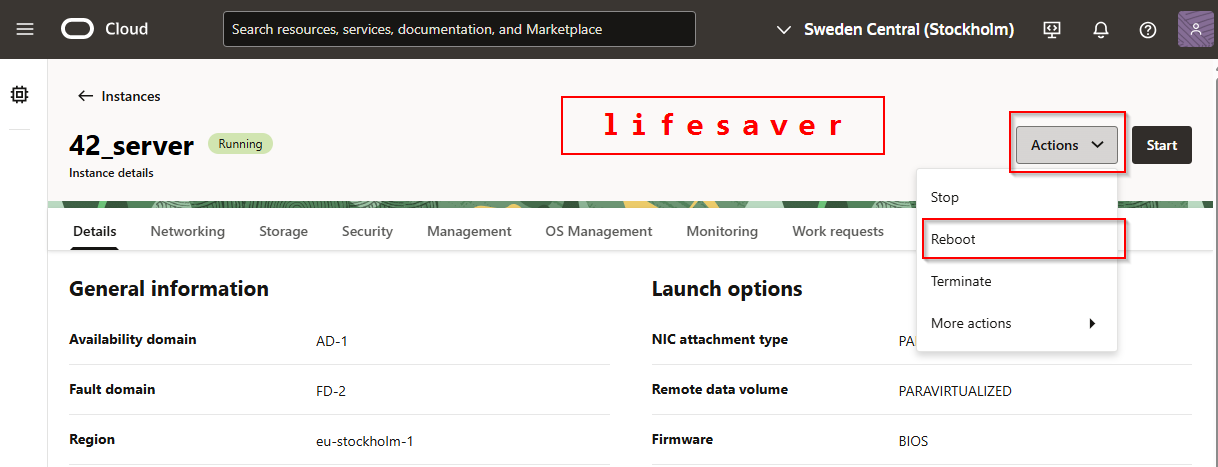 Cloud
Search resources, services, documentation, and Marketplace
Sweden Central (Stockholm)
Instances
lifesaver
42_server
Running
Actions
Start
Instance details
Stop
Reboot
Terminate
More actions
Details Networking Storage Security Management OS Management Monitoring Work requests
General information
Availability domain AD-1
Fault domain FD-2
Region eu-stockholm-1
Launch options
NIC attachment type PA
Remote data volume PARAVIRTUALIZED
Firmware BIOS